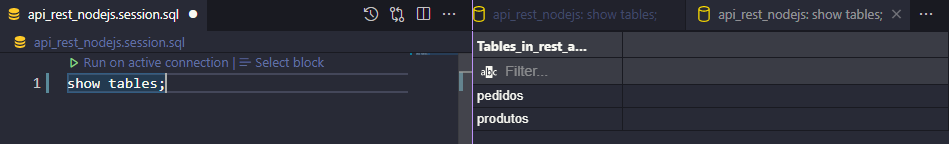 api_rest_nodejs.session.sql
api_rest_nodejs.session.sql
Run on active connection | Select block
1 show tables;
api_rest_nodejs: show tables;
api_rest_nodejs: show tables;
Tables_in_rest_a...
abc Filter...
pedidos
produtos